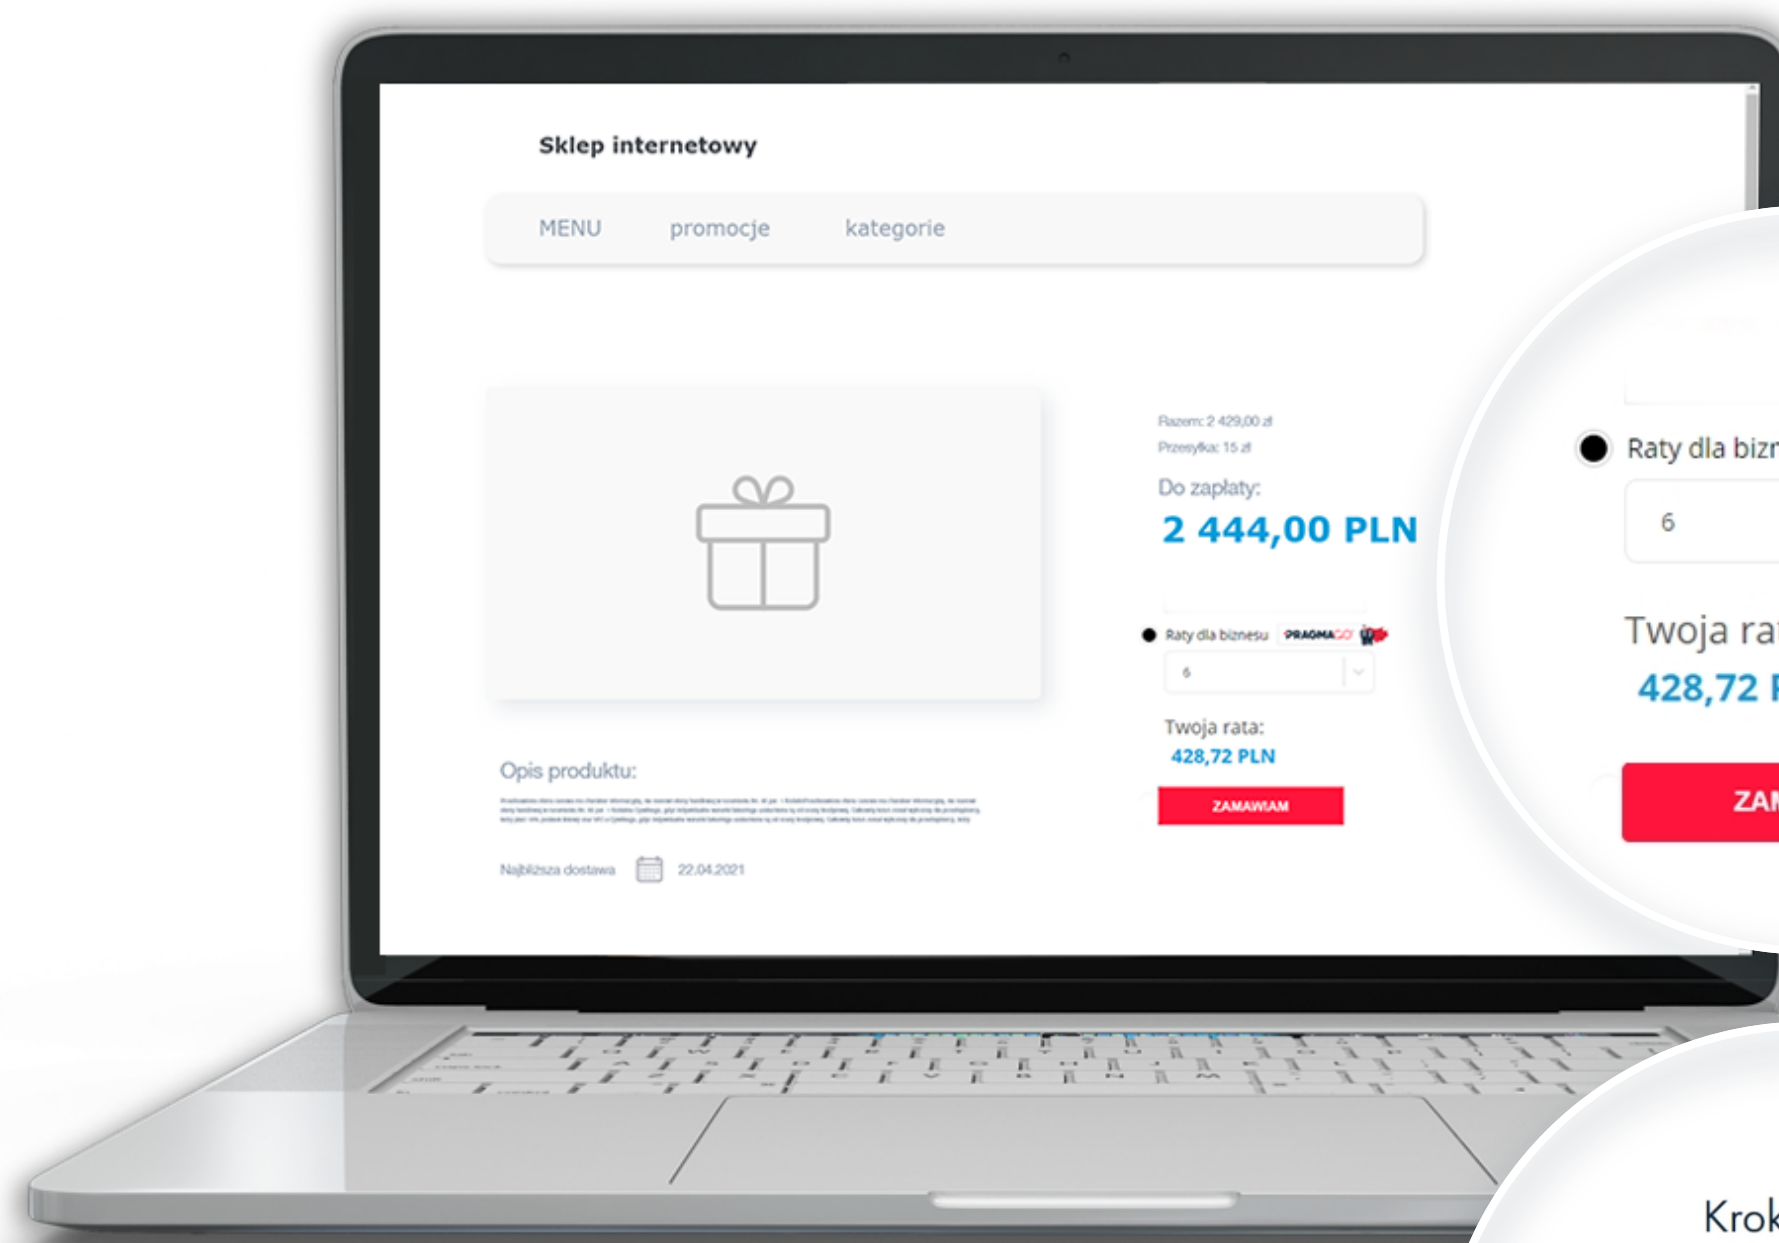 Sklep internetowy
MENU promocje kategorie
Razem: 2 429,00 zł
Przesyłka: 15 zł
Do zapłaty:
2 444,00 PLN
Raty dla biznesu PRAGMAGO
6
Twoja rata:
428,72 PLN
ZAMAWIAM
Opis produktu:
Najbliższa dostawa 22.04.2021
Raty dla bizn
6
Twoja ra
428,72 P
ZAM
Krok